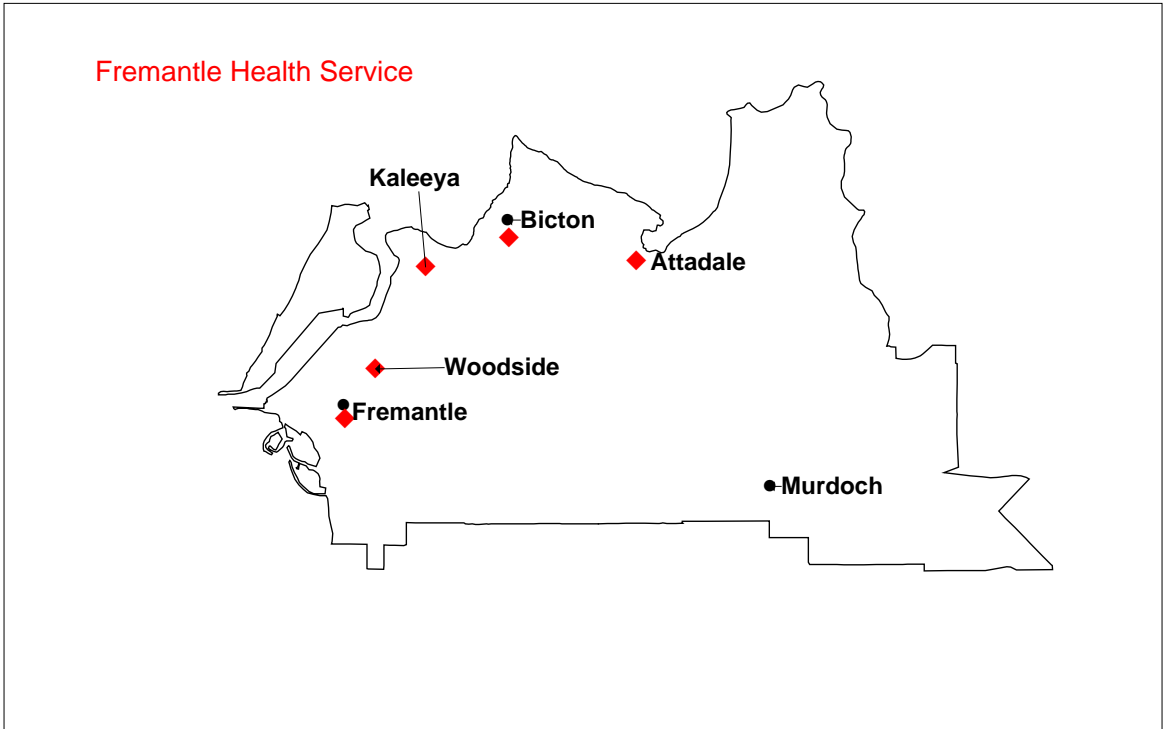 Fremantle Health Service
Kaleeya
Bicton
Attadale
Woodside
Fremantle
Murdoch